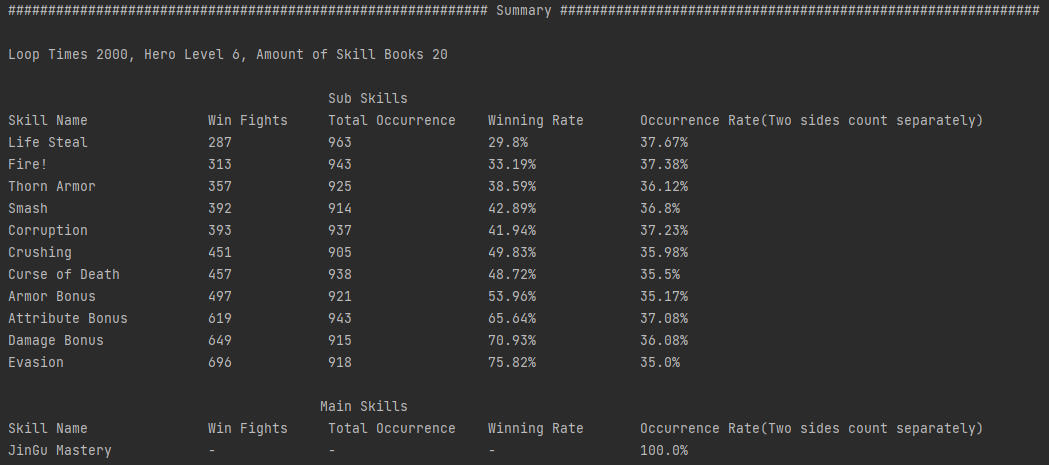 ############################################################ Summary ############################################################
Loop Times 2000, Hero Level 6, Amount of Skill Books 20
Sub Skills
Skill Name Win Fights Total Occurrence Winning Rate Occurrence Rate(Two sides count separately)
Life Steal 287 963 29.8% 37.67%
Fire! 313 943 33.19% 37.38%
Thorn Armor 357 925 38.59% 36.12%
Smash 392 914 42.89% 36.8%
Corruption 393 937 41.94% 37.23%
Crushing 451 905 49.83% 35.98%
Curse of Death 457 938 48.72% 35.5%
Armor Bonus 497 921 53.96% 35.17%
Attribute Bonus 619 943 65.64% 37.08%
Damage Bonus 649 915 70.93% 36.08%
Evasion 696 918 75.82% 35.0%
Main Skills
Skill Name Win Fights Total Occurrence Winning Rate Occurrence Rate(Two sides count separately)
JinGu Mastery - - - 100.0%